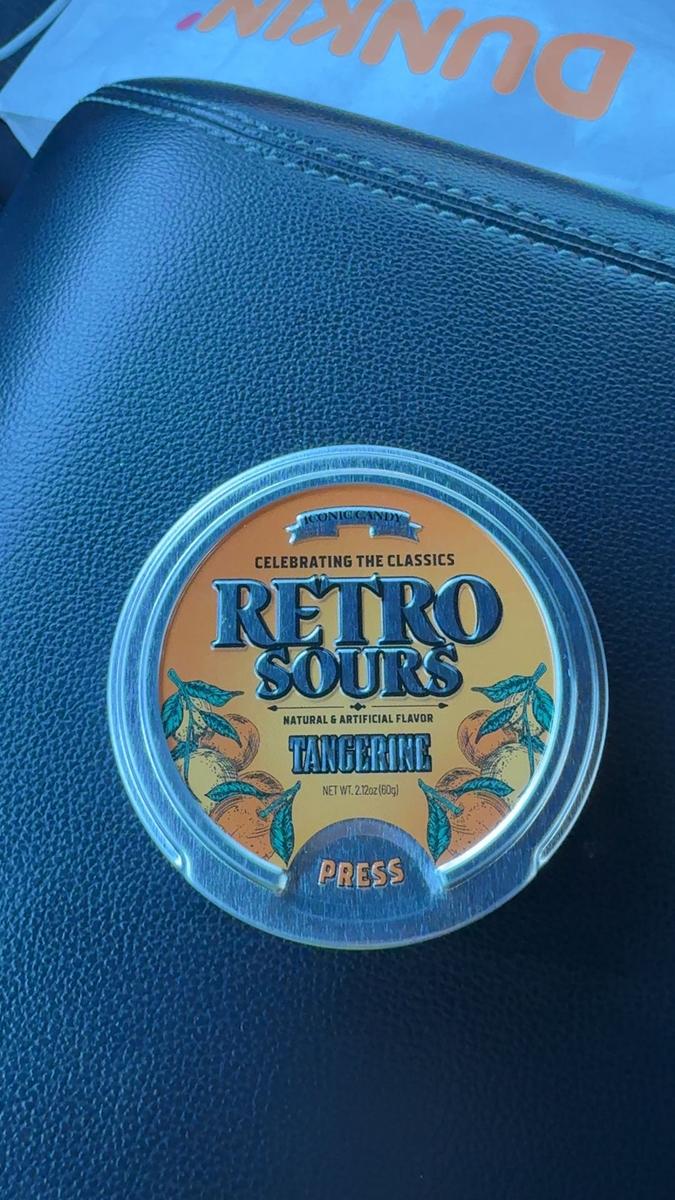 DUNKIN'
ICONIC CANDY
CELEBRATING THE CLASSICS
RETRO
SOURS
NATURAL & ARTIFICIAL FLAVOR
TANGERINE
NET WT. 2.12oz (60g)
PRESS